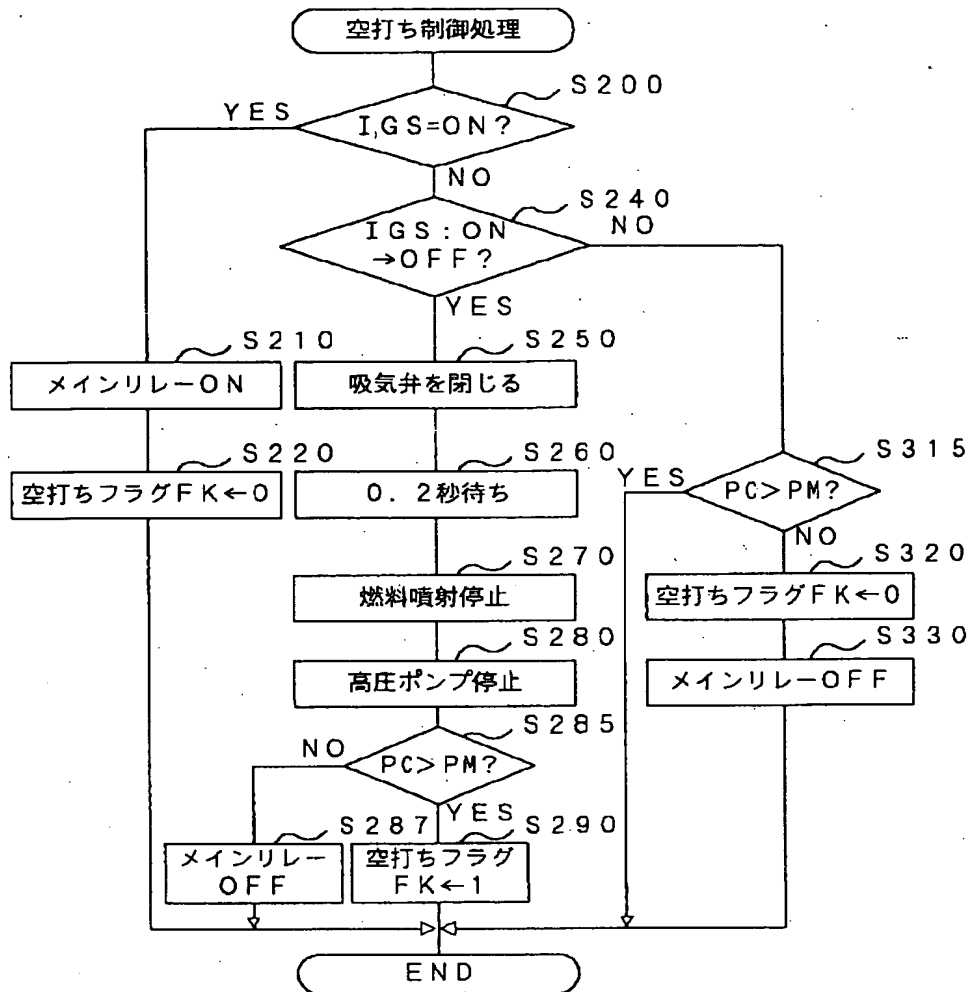 空打ち制御処理
S200
YES
I,GS=ON?
NO
S240
IGS:ON
→OFF?
NO
YES
S210
メインリレーON
S250
吸気弁を閉じる
S220
空打ちフラグFK←0
S260
0.2秒待ち
S315
YES
PC>PM?
NO
S270
燃料噴射停止
S320
空打ちフラグFK←0
S280
高圧ポンプ停止
S330
メインリレーOFF
S285
NO
PC>PM?
YES
S287
メインリレー
OFF
S290
空打ちフラグ
FK←1
END